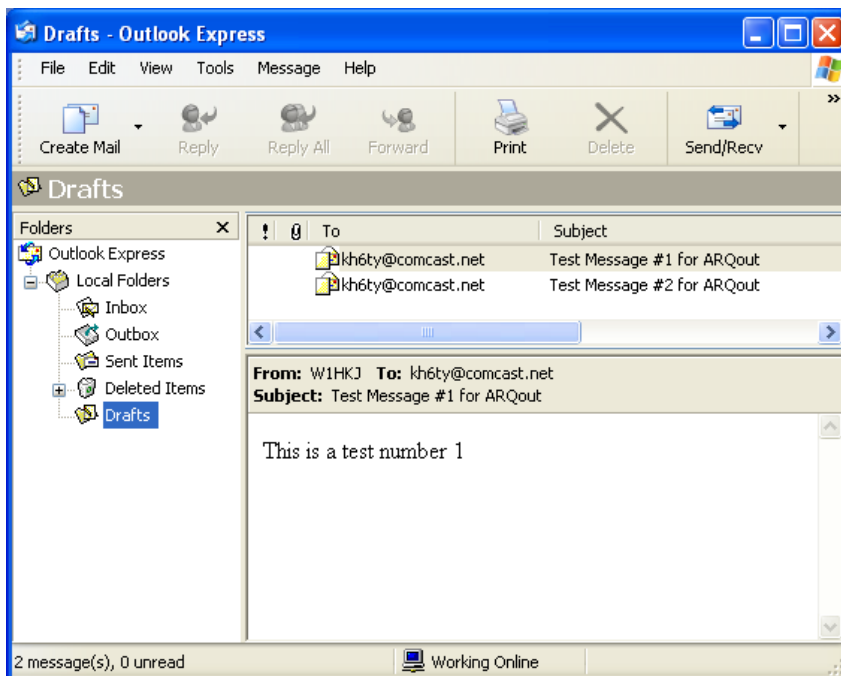 Drafts - Outlook Express
File Edit View Tools Message Help
Create Mail Reply Reply All Forward Print Delete Send/Recv »
Drafts
Folders X ! To Subject
Outlook Express kh6ty@comcast.net Test Message #1 for ARQout
Local Folders kh6ty@comcast.net Test Message #2 for ARQout
Inbox
Outbox
Sent Items
Deleted Items
Drafts
From: W1HKJ To: kh6ty@comcast.net
Subject: Test Message #1 for ARQout
This is a test number 1
2 message(s), 0 unread Working Online